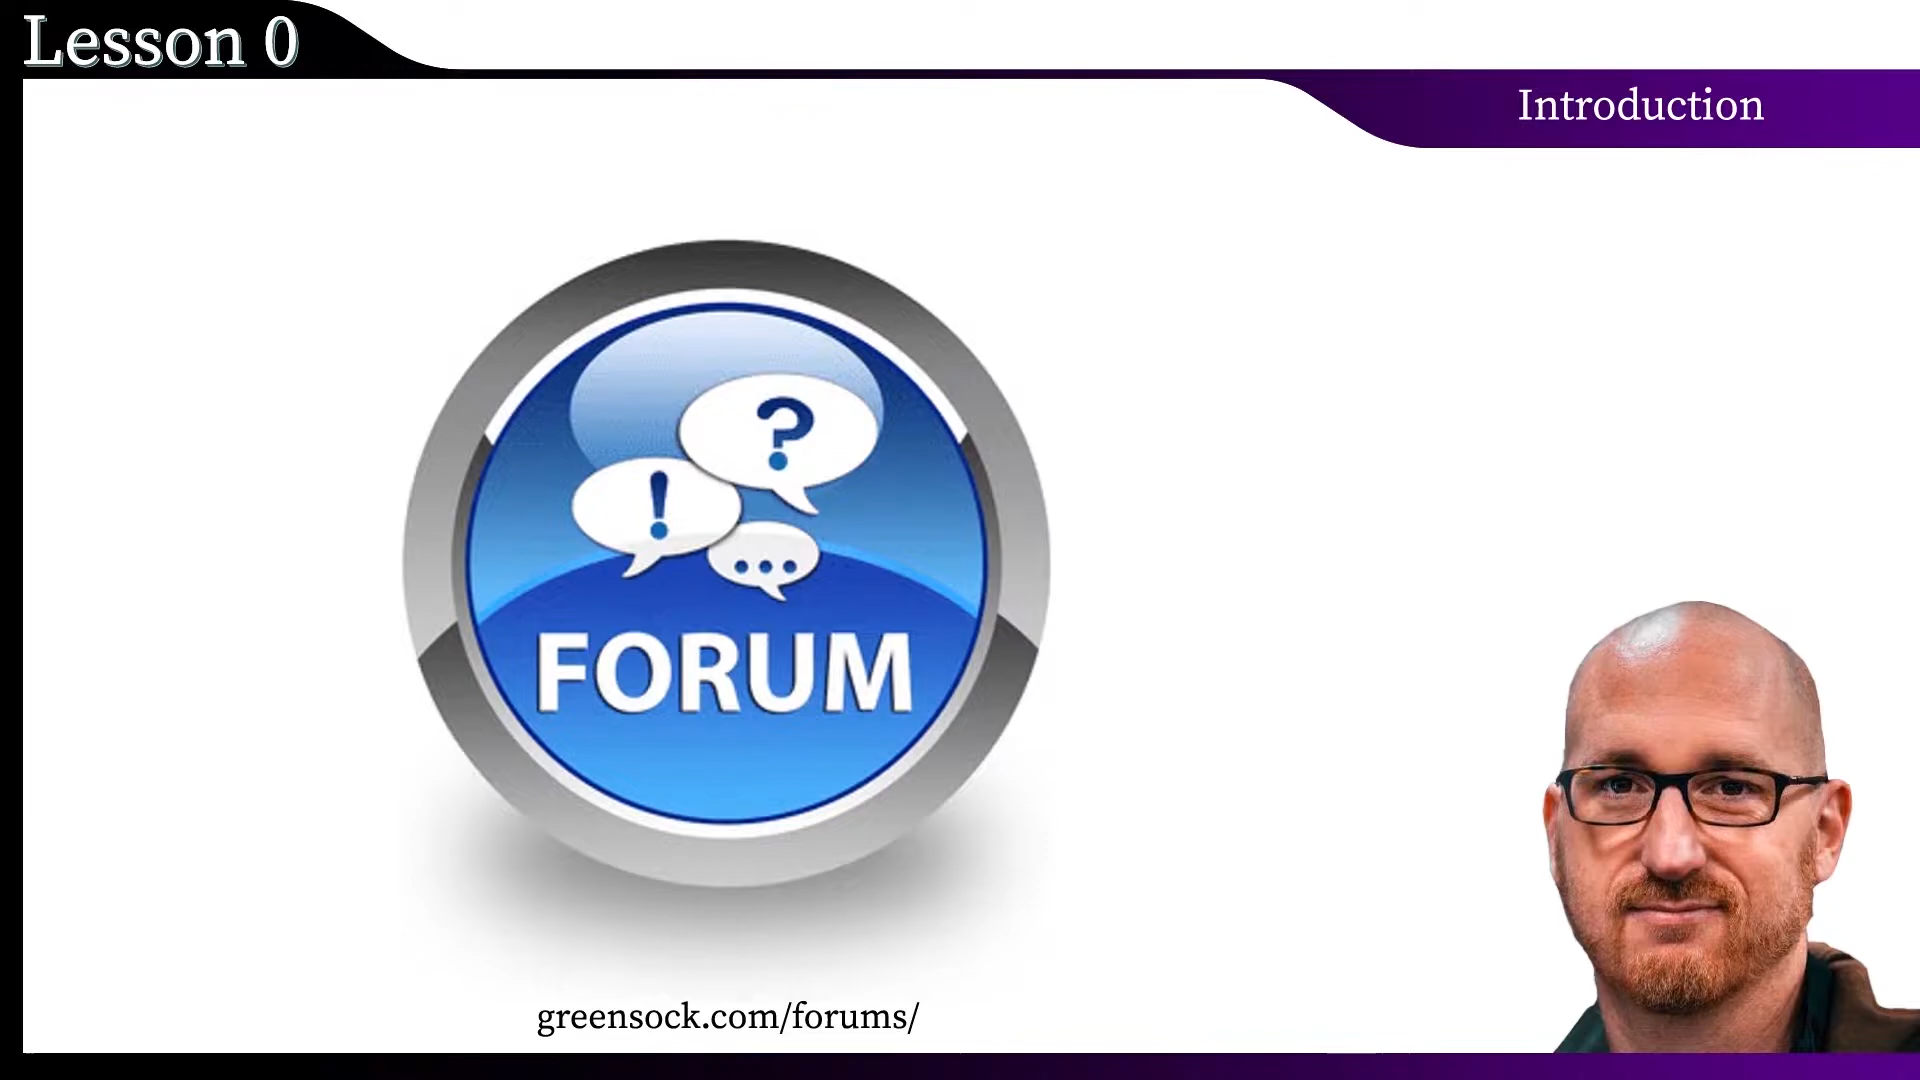 Lesson 0
Introduction
?
!
...
FORUM
greensock.com/forums/